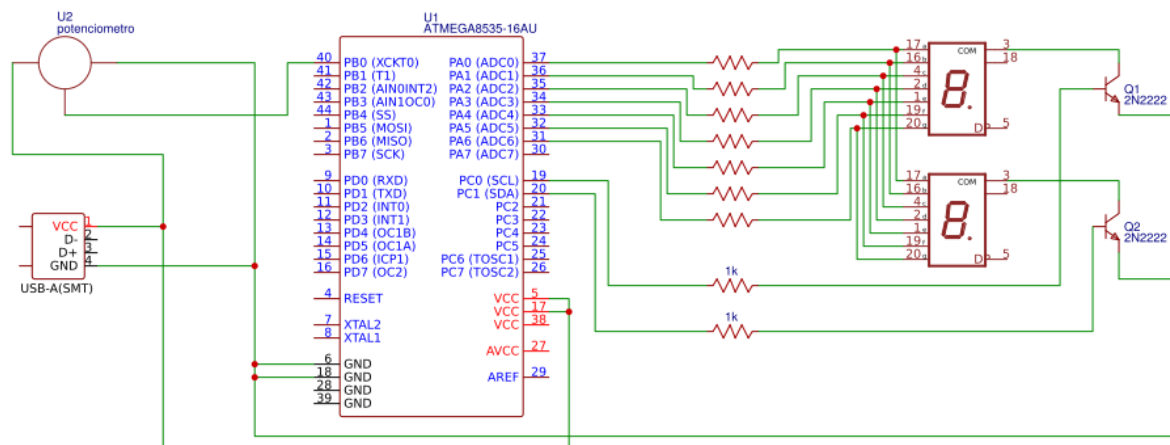 U2
potenciometro
U1
ATMEGA8535-16AU
40 PB0 (XCKT0)
41 PB1 (T1)
42 PB2 (AIN0INT2)
43 PB3 (AIN1OC0)
44 PB4 (SS)
1 PB5 (MOSI)
2 PB6 (MISO)
3 PB7 (SCK)
9 PD0 (RXD)
10 PD1 (TXD)
11 PD2 (INT0)
12 PD3 (INT1)
13 PD4 (OC1B)
14 PD5 (OC1A)
15 PD6 (ICP1)
16 PD7 (OC2)
4 RESET
7 XTAL2
8 XTAL1
6 GND
18 GND
28 GND
39 GND
PA0 (ADC0) 37
PA1 (ADC1) 36
PA2 (ADC2) 35
PA3 (ADC3) 34
PA4 (ADC4) 33
PA5 (ADC5) 32
PA6 (ADC6) 31
PA7 (ADC7) 30
PC0 (SCL) 19
PC1 (SDA) 20
PC2 21
PC3 22
PC4 23
PC5 24
PC6 (TOSC1) 25
PC7 (TOSC2) 26
VCC 5
VCC 17
VCC 38
AVCC 27
AREF 29
VCC 1
D- 2
D+ 3
GND 4
USB-A(SMT)
1k
1k
17 a COM 3
16 b 18
4 c
2 d
1 e
19 f
20 g D 5
8.
Q1
2N2222
17 a COM 3
16 b 18
4 c
2 d
1 e
19 f
20 g D 5
8.
Q2
2N2222